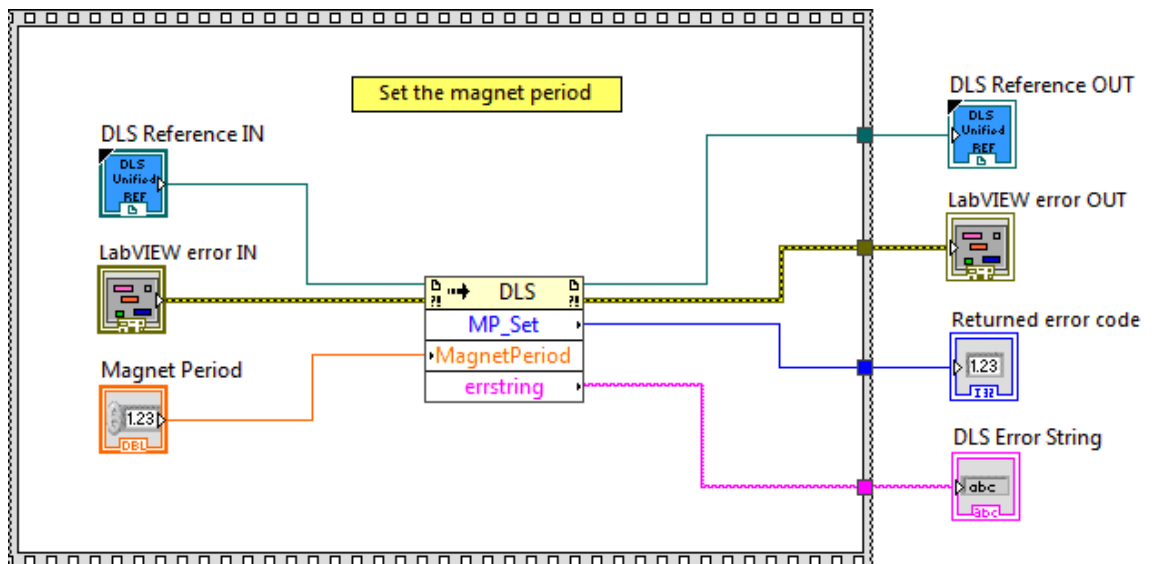 Set the magnet period
DLS Reference IN
DLS
Unified
REF
LabVIEW error IN
Magnet Period
1.23
DBL
DLS
MP_Set
MagnetPeriod
errstring
DLS Reference OUT
DLS
Unified
REF
LabVIEW error OUT
Returned error code
1.23
I32
DLS Error String
abc
abc